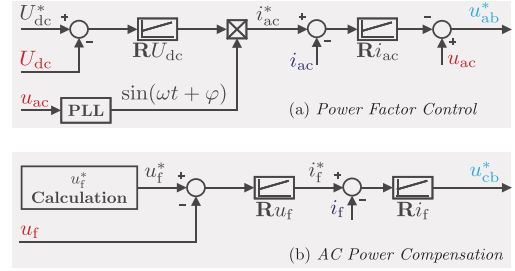 U*dc + − RUdc i*ac + − Riac − + u*ab
Udc iac uac
uac PLL sin(ωt + φ)
(a) Power Factor Control
u*f Calculation u*f + − Ruf i*f + − Rif u*cb
uf if
(b) AC Power Compensation